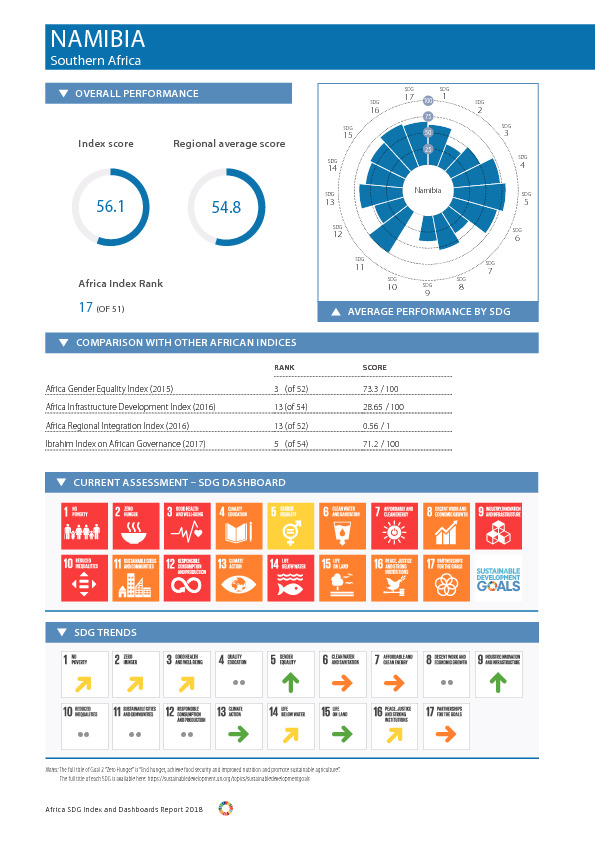 NAMIBIA
Southern Africa
OVERALL PERFORMANCE
Index score
Regional average score
56.1
54.8
Africa Index Rank
17 (OF 51)
SDG 1
SDG 2
SDG 3
SDG 4
SDG 5
SDG 6
SDG 7
SDG 8
SDG 9
SDG 10
SDG 11
SDG 12
SDG 13
SDG 14
SDG 15
SDG 16
SDG 17
100
75
50
25
Namibia
AVERAGE PERFORMANCE BY SDG
COMPARISON WITH OTHER AFRICAN INDICES
RANK SCORE
Africa Gender Equality Index (2015) 3 (of 52) 73.3 / 100
Africa Infrastructure Development Index (2016) 13 (of 54) 28.65 / 100
Africa Regional Integration Index (2016) 13 (of 52) 0.56 / 1
Ibrahim Index on African Governance (2017) 5 (of 54) 71.2 / 100
CURRENT ASSESSMENT – SDG DASHBOARD
1 NO POVERTY
2 ZERO HUNGER
3 GOOD HEALTH AND WELL-BEING
4 QUALITY EDUCATION
5 GENDER EQUALITY
6 CLEAN WATER AND SANITATION
7 AFFORDABLE AND CLEAN ENERGY
8 DECENT WORK AND ECONOMIC GROWTH
9 INDUSTRY, INNOVATION AND INFRASTRUCTURE
10 REDUCED INEQUALITIES
11 SUSTAINABLE CITIES AND COMMUNITIES
12 RESPONSIBLE CONSUMPTION AND PRODUCTION
13 CLIMATE ACTION
14 LIFE BELOW WATER
15 LIFE ON LAND
16 PEACE, JUSTICE AND STRONG INSTITUTIONS
17 PARTNERSHIPS FOR THE GOALS
SUSTAINABLE DEVELOPMENT GOALS
SDG TRENDS
1 NO POVERTY
2 ZERO HUNGER
3 GOOD HEALTH AND WELL-BEING
4 QUALITY EDUCATION
5 GENDER EQUALITY
6 CLEAN WATER AND SANITATION
7 AFFORDABLE AND CLEAN ENERGY
8 DECENT WORK AND ECONOMIC GROWTH
9 INDUSTRY, INNOVATION AND INFRASTRUCTURE
10 REDUCED INEQUALITIES
11 SUSTAINABLE CITIES AND COMMUNITIES
12 RESPONSIBLE CONSUMPTION AND PRODUCTION
13 CLIMATE ACTION
14 LIFE BELOW WATER
15 LIFE ON LAND
16 PEACE, JUSTICE AND STRONG INSTITUTIONS
17 PARTNERSHIPS FOR THE GOALS
Notes: The full title of Goal 2 "Zero Hunger" is "End hunger, achieve food security and improved nutrition and promote sustainable agriculture".
The full title of each SDG is available here: https://sustainabledevelopment.un.org/topics/sustainabledevelopmentgoals
Africa SDG Index and Dashboards Report 2018